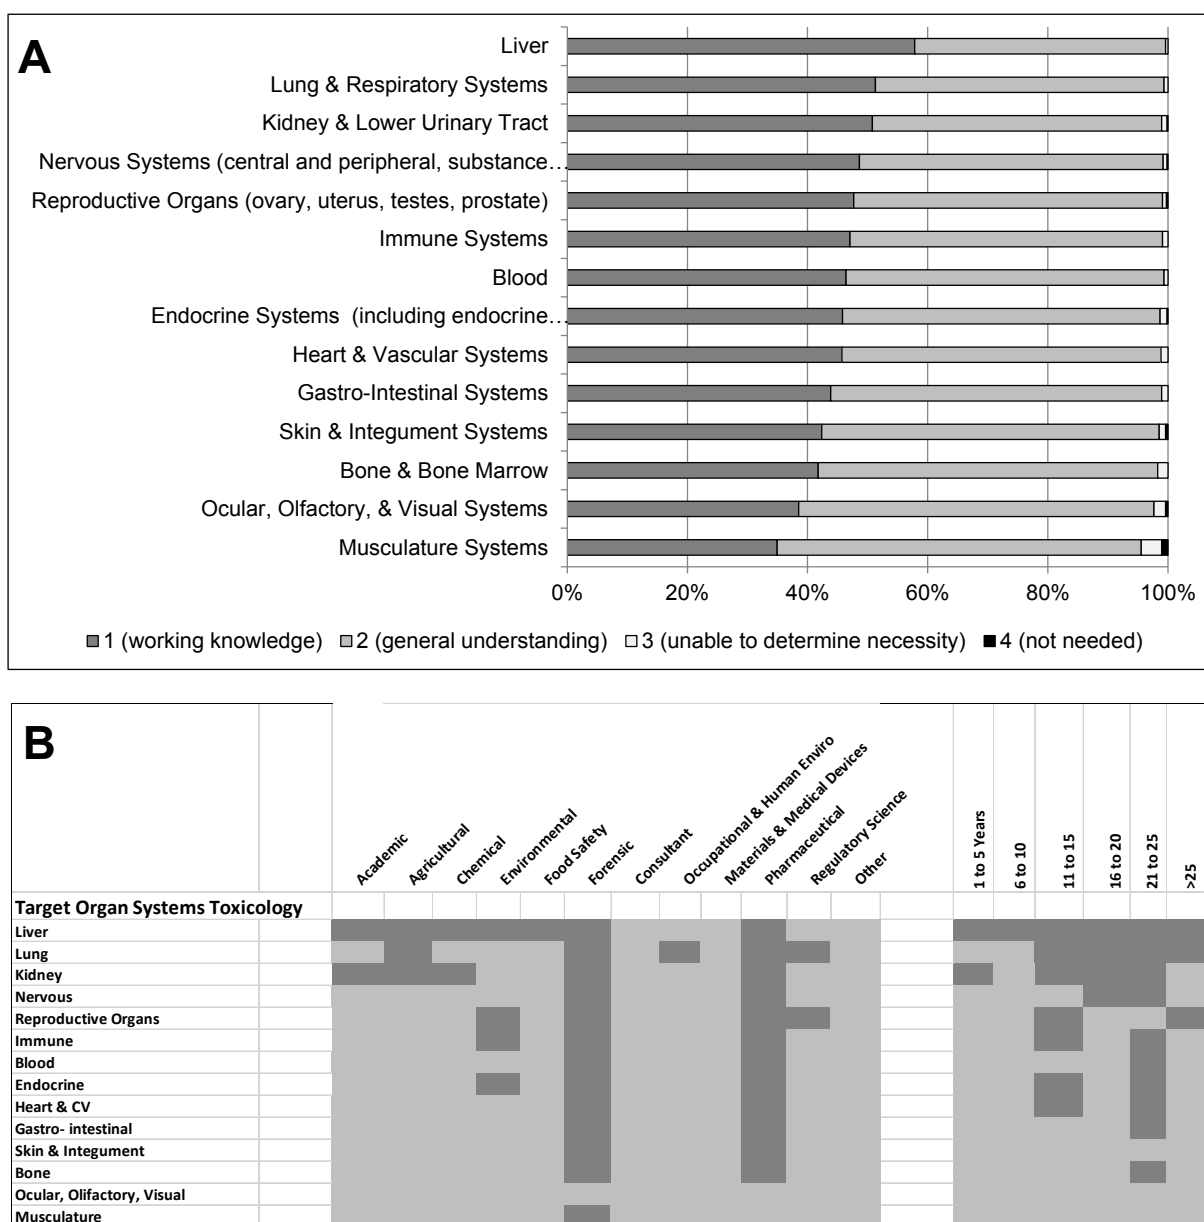 A
Liver
Lung & Respiratory Systems
Kidney & Lower Urinary Tract
Nervous Systems (central and peripheral, substance…
Reproductive Organs (ovary, uterus, testes, prostate)
Immune Systems
Blood
Endocrine Systems  (including endocrine…
Heart & Vascular Systems
Gastro-Intestinal Systems
Skin & Integument Systems
Bone & Bone Marrow
Ocular, Olfactory, & Visual Systems
Musculature Systems
0% 20% 40% 60% 80% 100%
1 (working knowledge) 2 (general understanding) 3 (unable to determine necessity) 4 (not needed)
B
Academic
Agricultural
Chemical
Environmental
Food Safety
Forensic
Consultant
Occupational & Human Enviro
Materials & Medical Devices
Pharmaceutical
Regulatory Science
Other
1 to 5 Years
6 to 10
11 to 15
16 to 20
21 to 25
>25
Target Organ Systems Toxicology
Liver
Lung
Kidney
Nervous
Reproductive Organs
Immune
Blood
Endocrine
Heart & CV
Gastro- intestinal
Skin & Integument
Bone
Ocular, Olifactory, Visual
Musculature